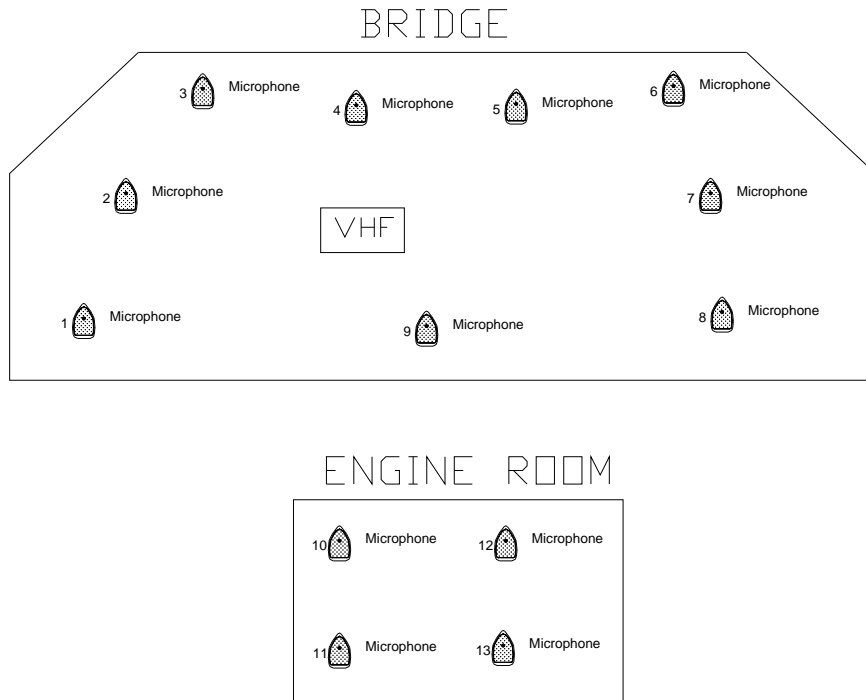 BRIDGE
3 Microphone
4 Microphone
5 Microphone
6 Microphone
2 Microphone
7 Microphone
VHF
1 Microphone
9 Microphone
8 Microphone
ENGINE ROOM
10 Microphone
12 Microphone
11 Microphone
13 Microphone